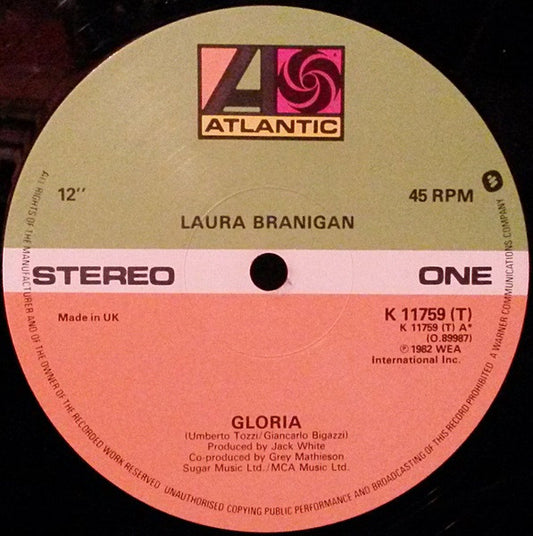 ATLANTIC
12"
45 RPM
LAURA BRANIGAN
STEREO
ONE
Made in UK
K 11759 (T)
K 11759 (T) A*
(O.89987)
℗ 1982 WEA
International Inc.
GLORIA
(Umberto Tozzi/Giancarlo Bigazzi)
Produced by Jack White
Co-produced by Grey Mathieson
Sugar Music Ltd./MCA Music Ltd.
ALL RIGHTS OF THE MANUFACTURER AND OF THE OWNER OF THE RECORDED WORK RESERVED UNAUTHORISED COPYING PUBLIC PERFORMANCE AND BROADCASTING OF THIS RECORD PROHIBITED A WARNER COMMUNICATIONS COMPANY